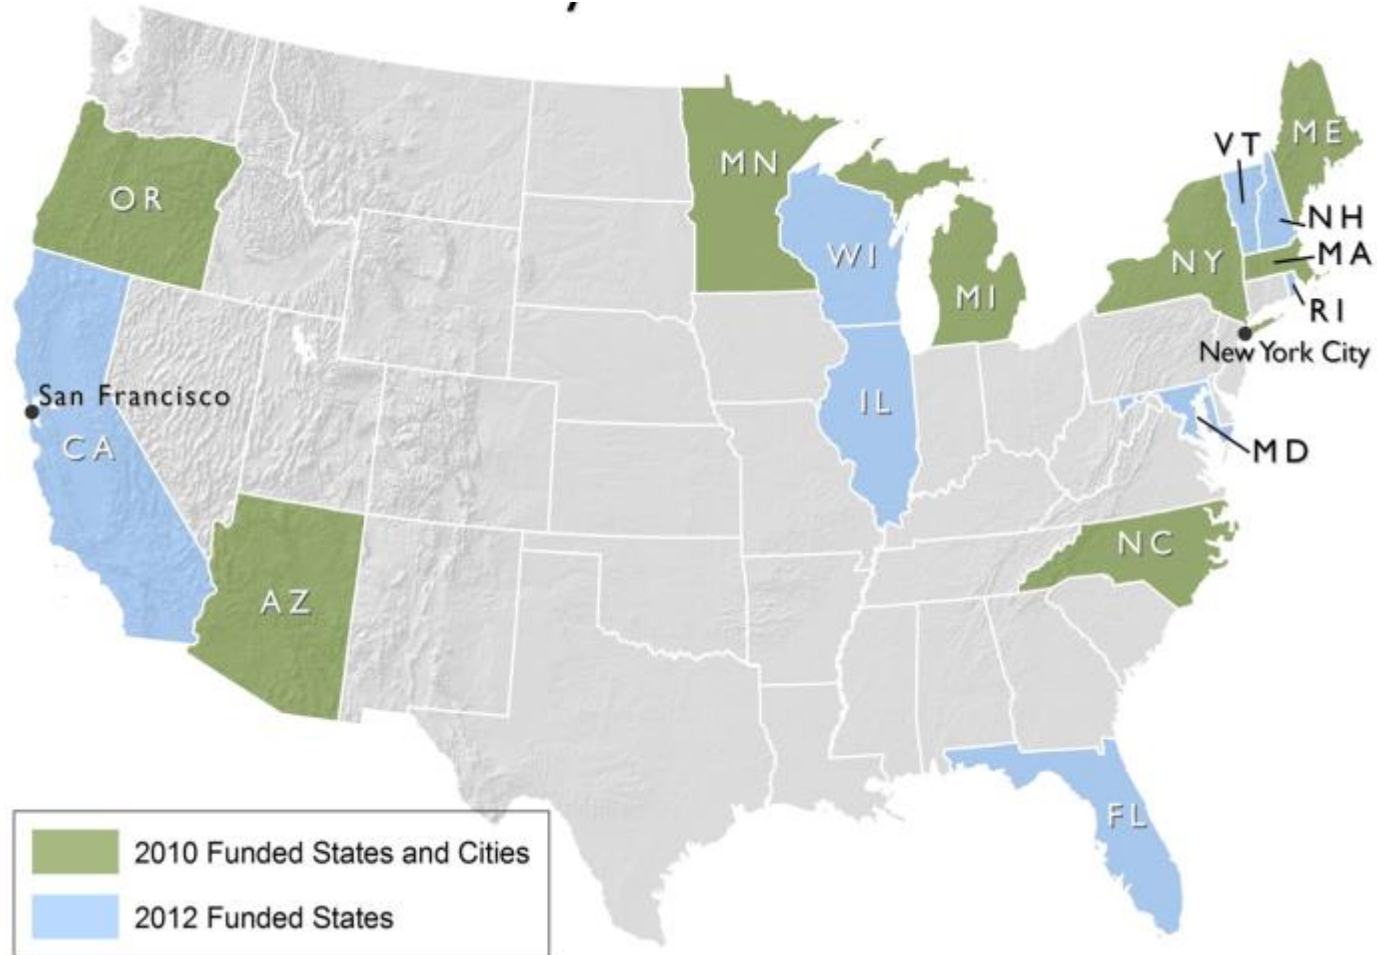 ME
VT
MN
OR
NH
WI
NY
MA
MI
RI
New York City
San Francisco
IL
CA
MD
NC
AZ
FL
2010 Funded States and Cities
2012 Funded States